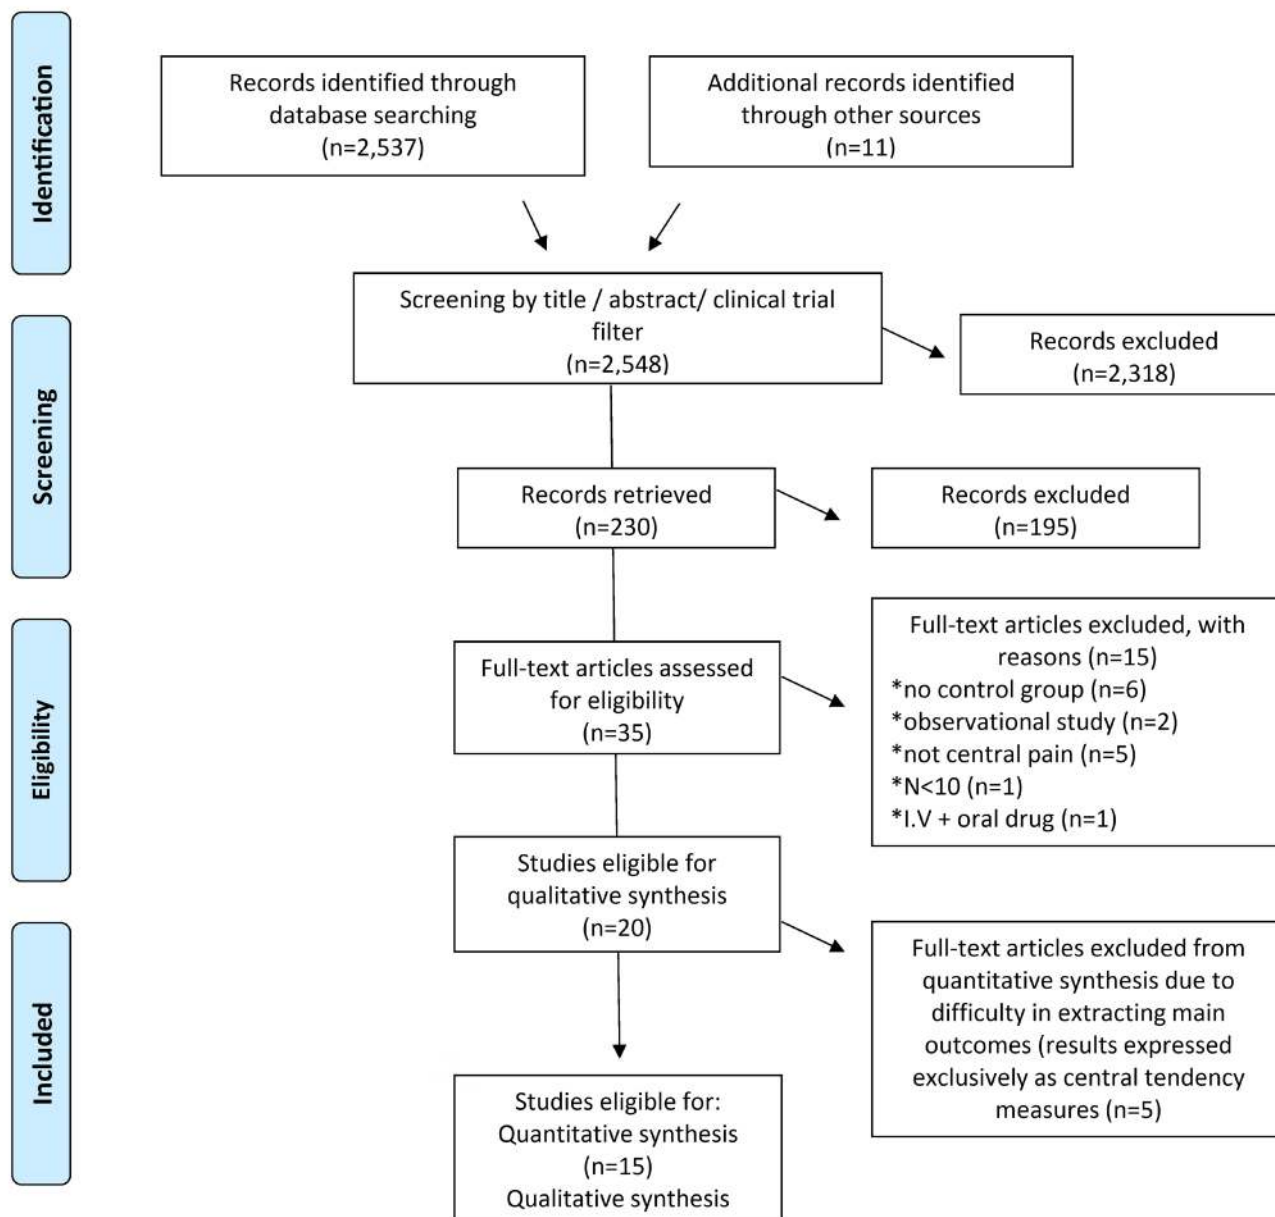 Identification
Records identified through
database searching
(n=2,537)
Additional records identified
through other sources
(n=11)
Screening by title / abstract/ clinical trial
filter
(n=2,548)
Records excluded
(n=2,318)
Screening
Records retrieved
(n=230)
Records excluded
(n=195)
Eligibility
Full-text articles assessed
for eligibility
(n=35)
Full-text articles excluded, with
reasons (n=15)
*no control group (n=6)
*observational study (n=2)
*not central pain (n=5)
*N<10 (n=1)
*I.V + oral drug (n=1)
Studies eligible for
qualitative synthesis
(n=20)
Included
Full-text articles excluded from
quantitative synthesis due to
difficulty in extracting main
outcomes (results expressed
exclusively as central tendency
measures (n=5)
Studies eligible for:
Quantitative synthesis
(n=15)
Qualitative synthesis